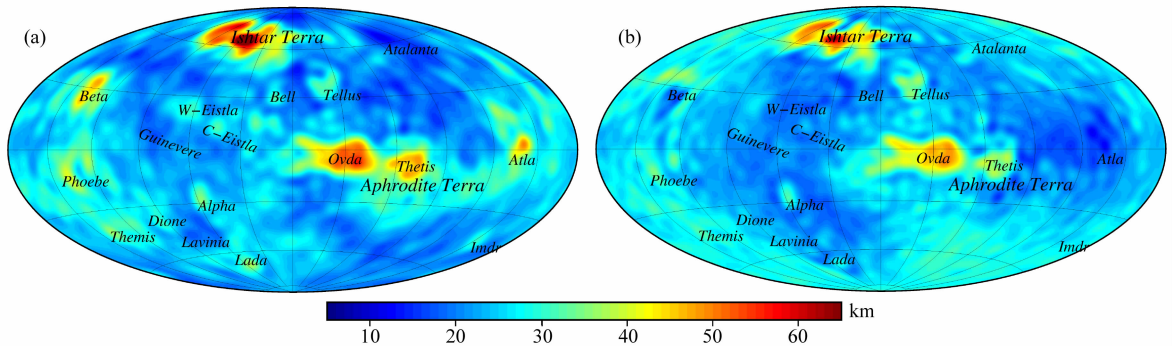 (a)
Ishtar Terra
Atalanta
Beta
W-Eistla
Bell
Tellus
Guinevere
C-Eistla
Ovda
Thetis
Atla
Phoebe
Aphrodite Terra
Alpha
Dione
Themis
Lavinia
Imdr
Lada
(b)
Ishtar Terra
Atalanta
Beta
W-Eistla
Bell
Tellus
Guinevere
C-Eistla
Ovda
Thetis
Atla
Phoebe
Aphrodite Terra
Alpha
Dione
Themis
Lavinia
Imdr
Lada
km
10 20 30 40 50 60